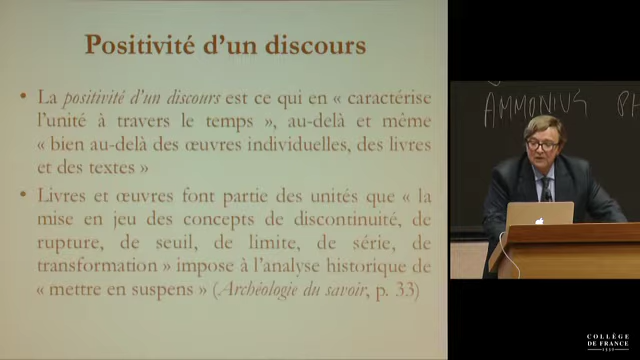 Positivité d'un discours
• La positivité d'un discours est ce qui en « caractérise
l'unité à travers le temps », au-delà et même
« bien au-delà des œuvres individuelles, des livres
et des textes »
• Livres et œuvres font partie des unités que « la
mise en jeu des concepts de discontinuité, de
rupture, de seuil, de limite, de série, de
transformation » impose à l'analyse historique de
« mettre en suspens » (Archéologie du savoir, p. 33)
AMMONIUS PH
COLLÈGE
DE FRANCE
1530